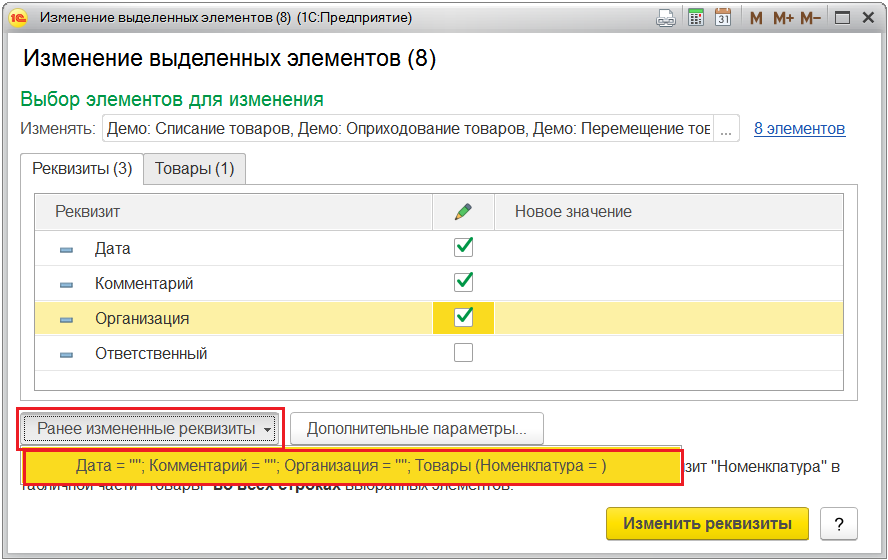 1С Изменение выделенных элементов (8) (1С:Предприятие) 31 M M+ M–
Изменение выделенных элементов (8)
Выбор элементов для изменения
Изменять: Демо: Списание товаров, Демо: Оприходование товаров, Демо: Перемещение тов ... 8 элементов
Реквизиты (3) Товары (1)
Реквизит Новое значение
Дата
Комментарий
Организация
Ответственный
Ранее измененные реквизиты Дополнительные параметры...
Дата = ""; Комментарий = ""; Организация = ""; Товары (Номенклатура = ) зит "Номенклатура" в
во всех строках выбранных элементов.
Изменить реквизиты ?